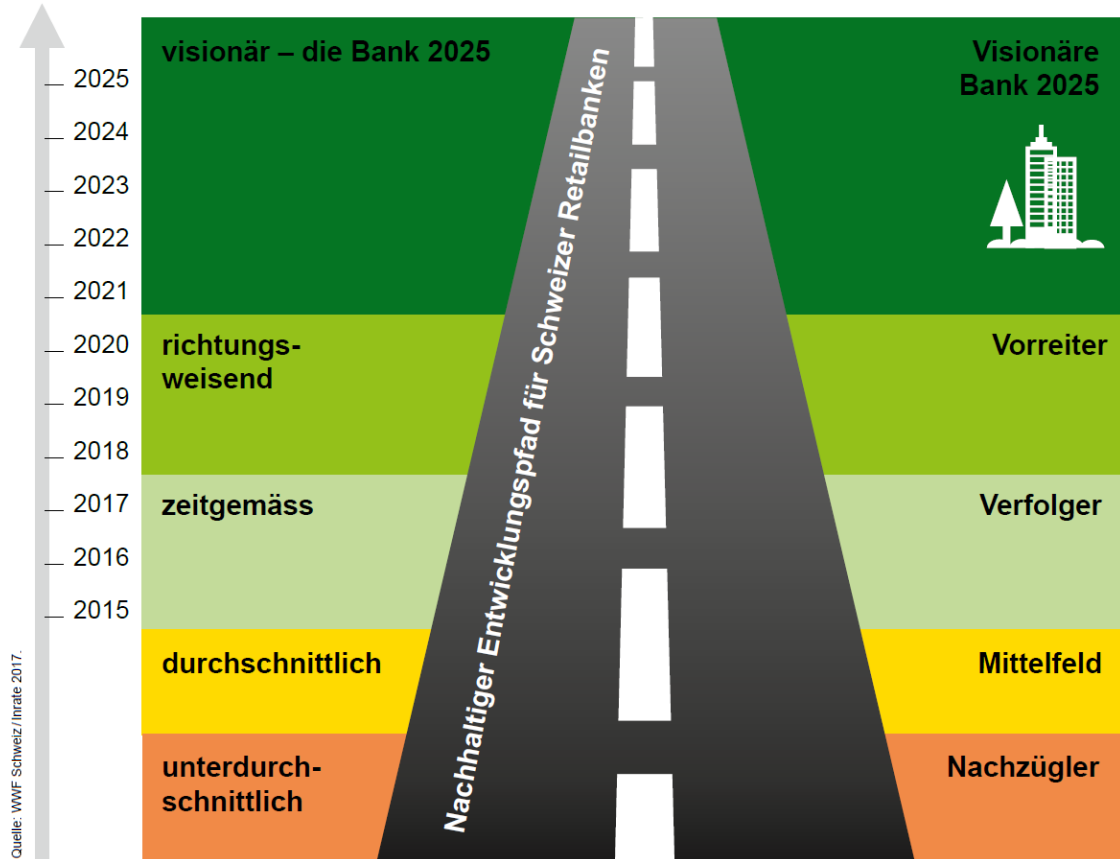 visionär – die Bank 2025
Visionäre
Bank 2025
2025
2024
2023
2022
2021
2020
2019
2018
2017
2016
2015
richtungs-
weisend
Vorreiter
zeitgemäss
Verfolger
durchschnittlich
Mittelfeld
unterdurch-
schnittlich
Nachzügler
Nachhaltiger Entwicklungspfad für Schweizer Retailbanken
Quelle: WWF Schweiz/Inrate 2017.